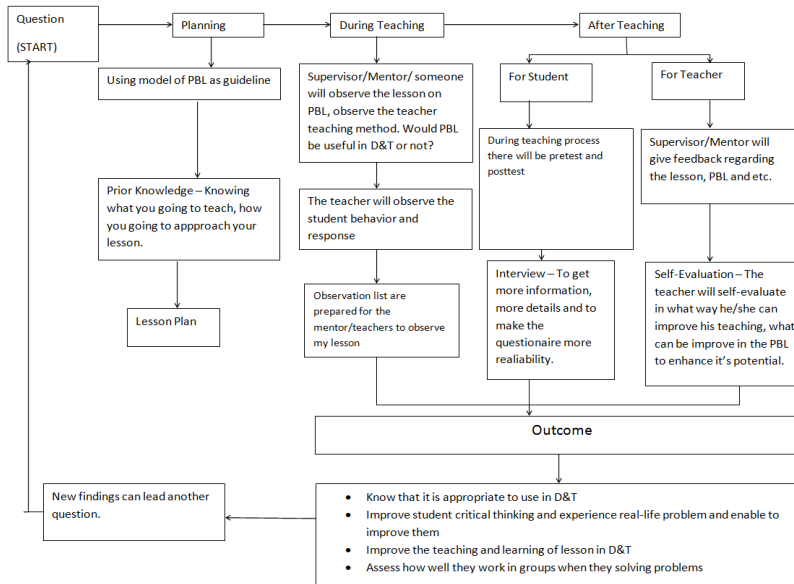 Question
(START)
Planning
During Teaching
After Teaching
Using model of PBL as guideline
Prior Knowledge – Knowing
what you going to teach, how
you going to appproach your
lesson.
Lesson Plan
Supervisor/Mentor/ someone
will observe the lesson on
PBL, observe the teacher
teaching method. Would PBL
be useful in D&T or not?
The teacher will observe the
student behavior and
response
Observation list are
prepared for the
mentor/teachers to observe
my lesson
For Student
During teaching process
there will be pretest and
posttest
Interview – To get
more information,
more details and to
make the
questionaire more
realiability.
For Teacher
Supervisor/Mentor will
give feedback regarding
the lesson, PBL and etc.
Self-Evaluation – The
teacher will self-evaluate
in what way he/she can
improve his teaching, what
can be improve in the PBL
to enhance it's potential.
Outcome
• Know that it is appropriate to use in D&T
• Improve student critical thinking and experience real-life problem and enable to
improve them
• Improve the teaching and learning of lesson in D&T
• Assess how well they work in groups when they solving problems
New findings can lead another
question.